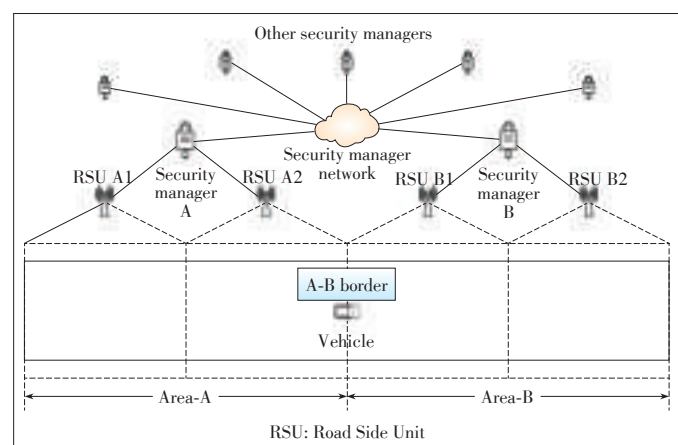 Other security managers
Security manager
network
RSU A1
Security
manager
A
RSU A2
RSU B1
Security
manager
B
RSU B2
A-B border
Vehicle
Area-A
Area-B
RSU: Road Side Unit